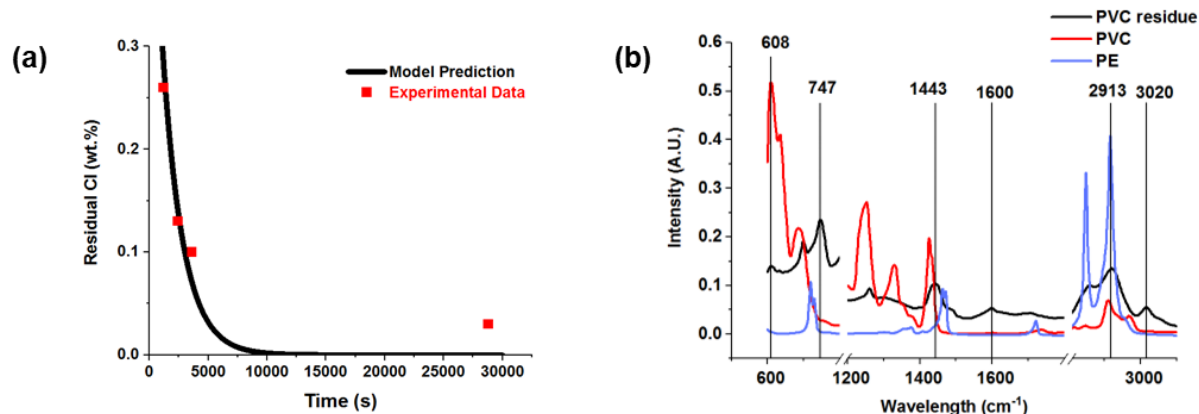 (a)
0.3
0.2
0.1
0.0
Residual Cl (wt.%)
Model Prediction
Experimental Data
0 5000 10000 15000 20000 25000 30000
Time (s)
(b)
PVC residue
PVC
PE
0.6
0.5
0.4
0.3
0.2
0.1
0.0
Intensity (A.U.)
608
747
1443
1600
2913
3020
600 1200 1400 1600 3000
Wavelength (cm⁻¹)